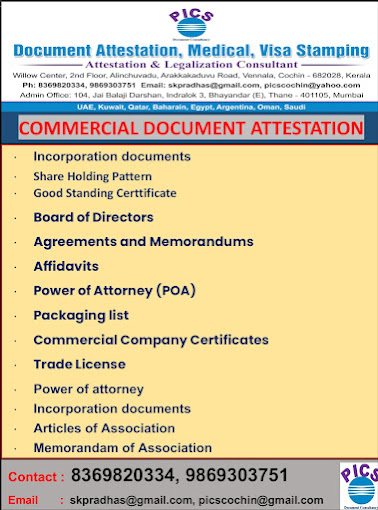 PICS
Document Consultancy
Document Attestation, Medical, Visa Stamping
Attestation & Legalization Consultant
Willow Center, 2nd Floor, Alinchuvadu, Arakkakaduvu Road, Vennala, Cochin - 682028, Kerala
Ph: 8369820334, 9869303751 Email: skpradhas@gmail.com, picscochin@yahoo.com
Admin Office: 104, Jai Balaji Darshan, Indralok 3, Bhayandar (E), Thane - 401105, Mumbai
UAE, Kuwait, Qatar, Baharain, Egypt, Argentina, Oman, Saudi
COMMERCIAL DOCUMENT ATTESTATION
· Incorporation documents
· Share Holding Pattern
· Good Standing Certtificate
· Board of Directors
· Agreements and Memorandums
· Affidavits
· Power of Attorney (POA)
· Packaging list
· Commercial Company Certificates
· Trade License
· Power of attorney
· Incorporation documents
· Articles of Association
· Memorandam of Association
Contact : 8369820334, 9869303751
Email : skpradhas@gmail.com, picscochin@gmail.com
PICS
Document Consultancy